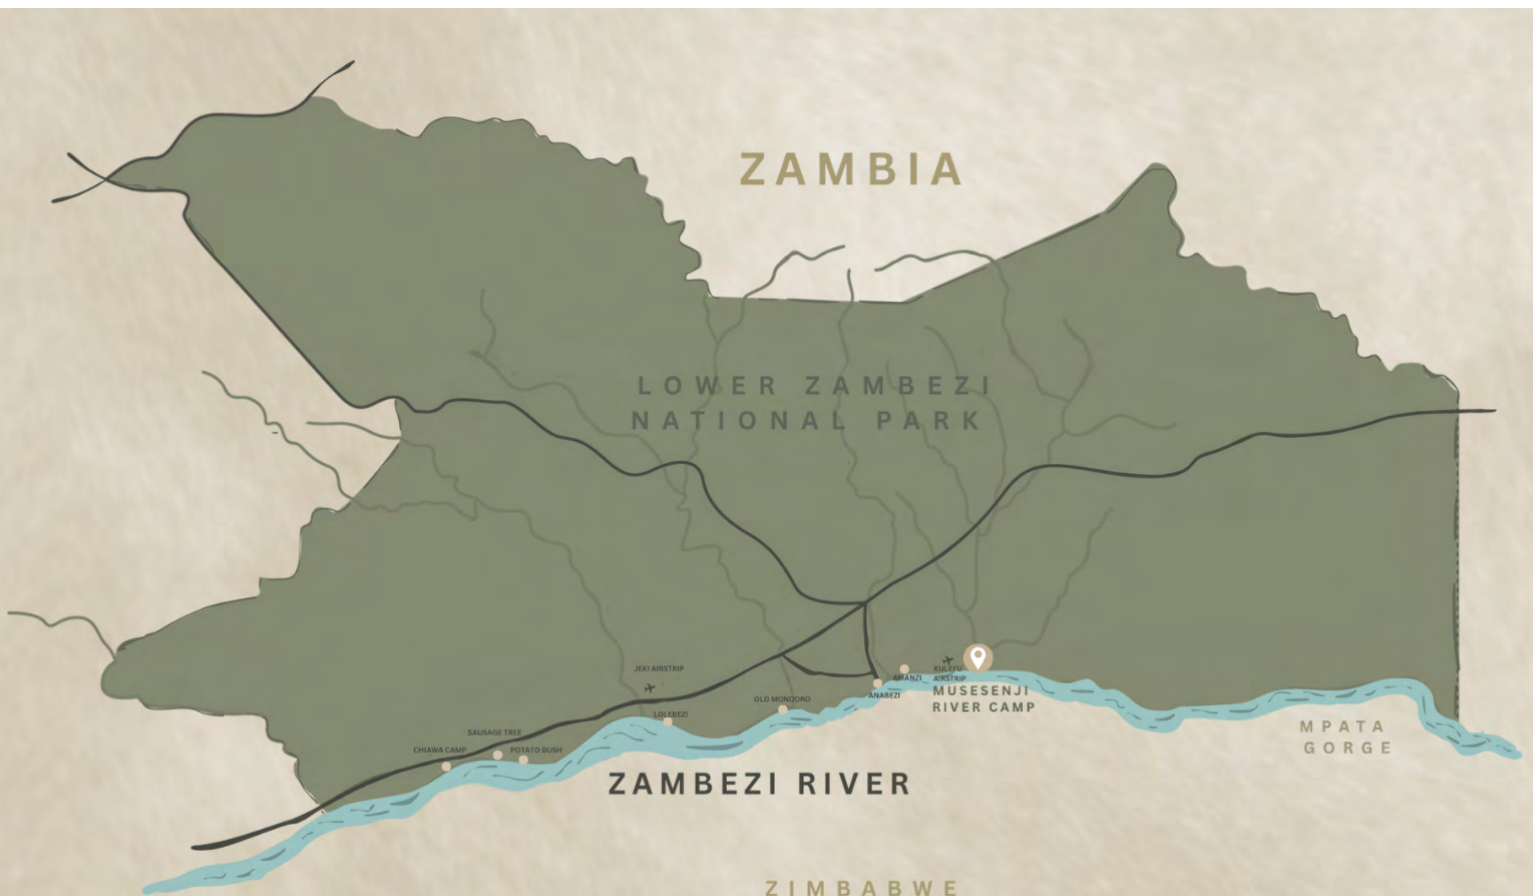 ZAMBIA
LOWER ZAMBEZI
NATIONAL PARK
JEKI AIRSTRIP
KULEFU
AIRSTRIP
AMANZI
ANABEZI
MUSESENJI
RIVER CAMP
OLD MONDORO
LOLEBEZI
SAUSAGE TREE
CHIAWA CAMP
POTATO BUSH
MPATA
GORGE
ZAMBEZI RIVER
ZIMBABWE